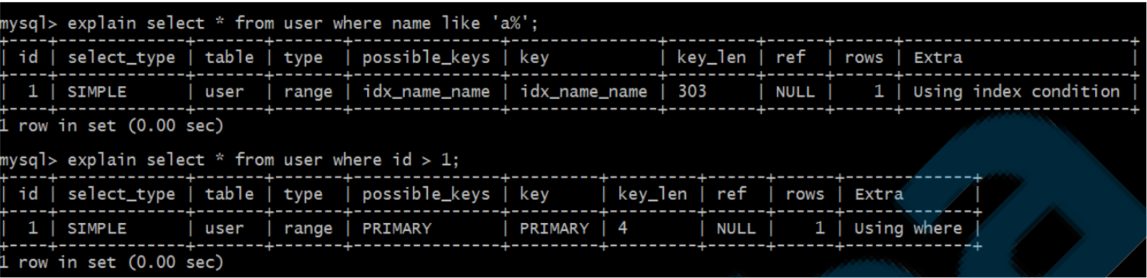 mysql> explain select * from user where name like 'a%';
+----+-------------+-------+-------+---------------+---------------+---------+------+------+-----------------------+
| id | select_type | table | type | possible_keys | key | key_len | ref | rows | Extra |
+----+-------------+-------+-------+---------------+---------------+---------+------+------+-----------------------+
| 1 | SIMPLE | user | range | idx_name_name | idx_name_name | 303 | NULL | 1 | Using index condition |
+----+-------------+-------+-------+---------------+---------------+---------+------+------+-----------------------+
1 row in set (0.00 sec)
mysql> explain select * from user where id > 1;
+----+-------------+-------+-------+---------------+---------+---------+------+------+-------------+
| id | select_type | table | type | possible_keys | key | key_len | ref | rows | Extra |
+----+-------------+-------+-------+---------------+---------+---------+------+------+-------------+
| 1 | SIMPLE | user | range | PRIMARY | PRIMARY | 4 | NULL | 1 | Using where |
+----+-------------+-------+-------+---------------+---------+---------+------+------+-------------+
1 row in set (0.00 sec)